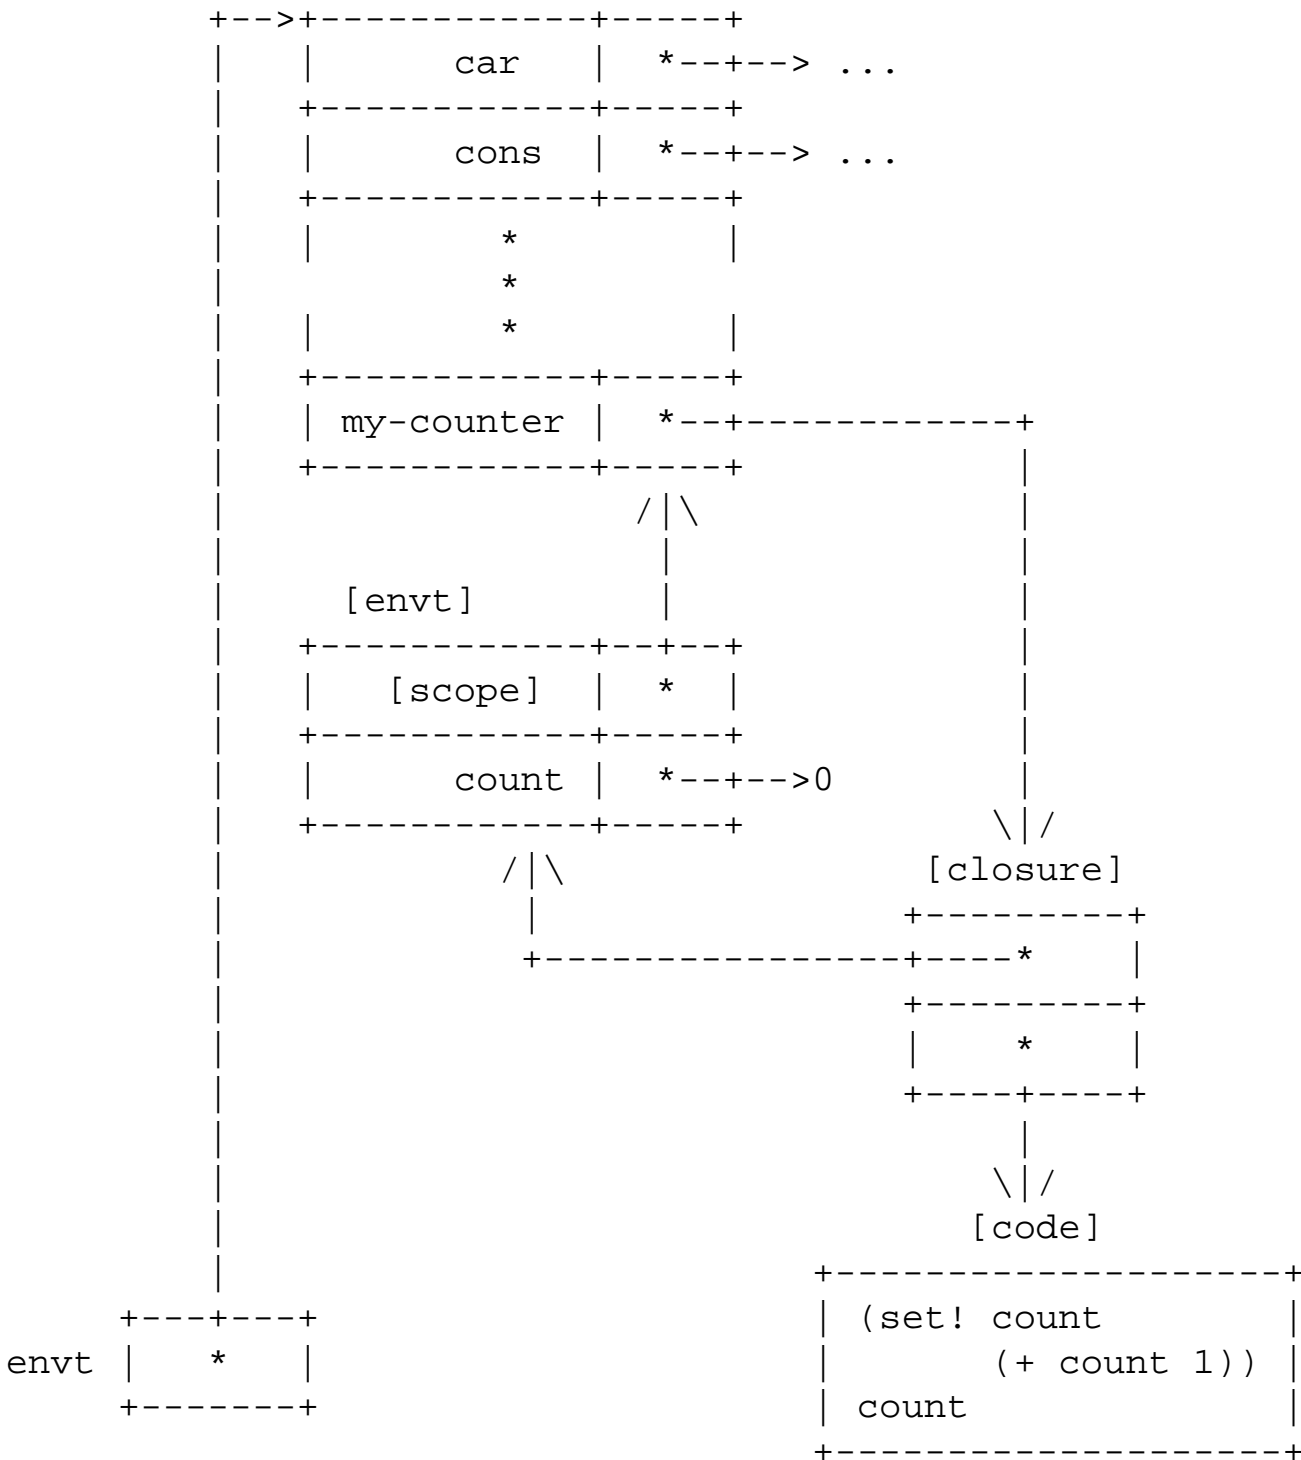 +-->+------------+-----+
|   |      car   |  *--+--> ...
|   +------------+-----+
|   |      cons  |  *--+--> ...
|   +------------+-----+
|   |        *         |
|            *
|   |        *         |
|   +------------+-----+
|   | my-counter |  *--+------------+
|   +------------+-----+            |
|                 /|\               |
|                  |                |
|     [envt]       |                |
|   +------------+--+--+            |
|   |   [scope]  |  *  |            |
|   +------------+-----+            |
|   |      count |  *--+-->0        |
|   +------------+-----+           \|/
|           /|\                [closure]
|            |                +---------+
|            +----------------+----*    |
|                             +---------+
|                             |    *    |
|                             +----+----+
|                                  |
|                                 \|/
|                                [code]
|                         +--------------------+
+---+---+                 | (set! count        |
envt |   *   |            |       (+ count 1)) |
+-------+                 | count              |
+--------------------+